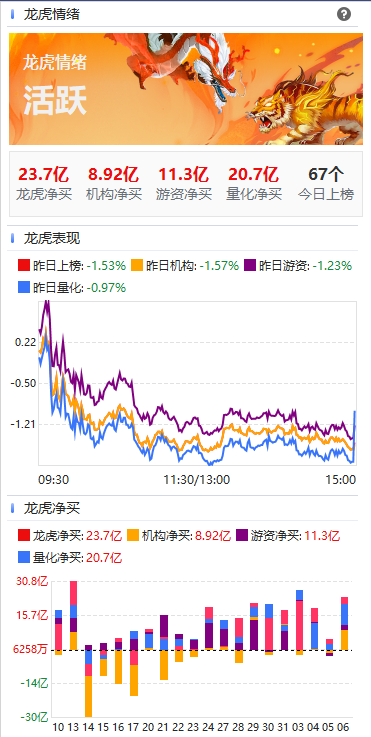 龙虎情绪 ?
龙虎情绪
活跃
23.7亿 8.92亿 11.3亿 20.7亿 67个
龙虎净买 机构净买 游资净买 量化净买 今日上榜
龙虎表现
昨日上榜: -1.53% 昨日机构: -1.57% 昨日游资: -1.23%
昨日量化: -0.97%
0.22
-0.50
-1.21
09:30 11:30/13:00 15:00
龙虎净买
龙虎净买: 23.7亿 机构净买: 8.92亿 游资净买: 11.3亿
量化净买: 20.7亿
30.8亿
15.7亿
6258万
-14亿
-30亿
10 13 14 15 16 17 20 21 22 23 24 27 28 29 30 31 03 04 05 06